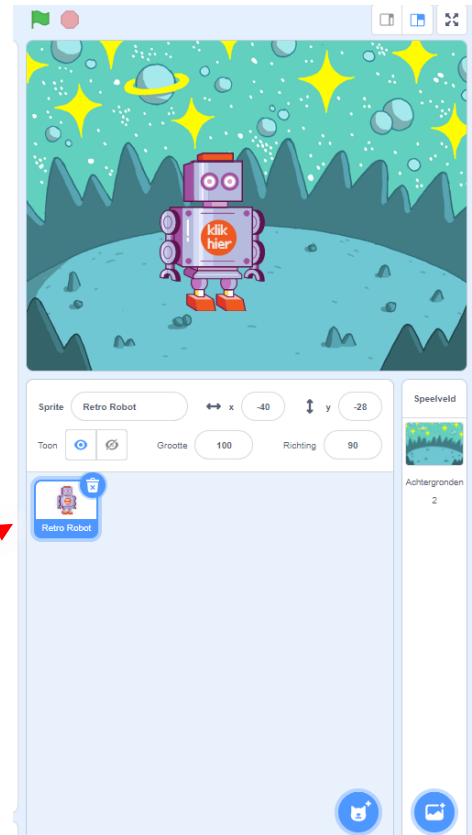 klik
hier
Sprite Retro Robot x -40 y -28
Speelveld
Toon Grootte 100 Richting 90
Achtergronden
2
Retro Robot